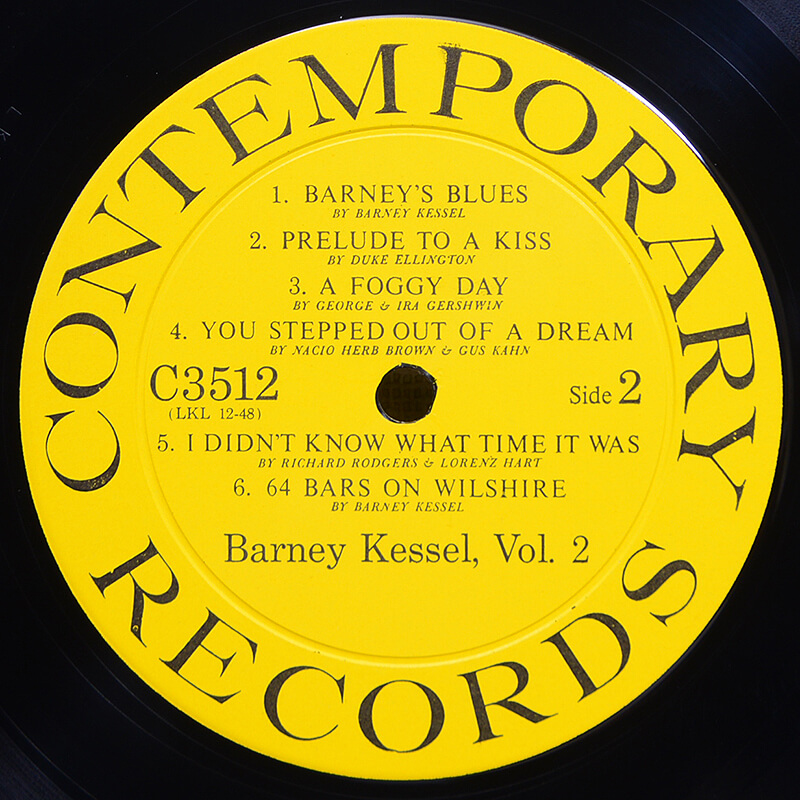 CONTEMPORARY
1. BARNEY'S BLUES
BY BARNEY KESSEL
2. PRELUDE TO A KISS
BY DUKE ELLINGTON
3. A FOGGY DAY
BY GEORGE & IRA GERSHWIN
4. YOU STEPPED OUT OF A DREAM
BY NACIO HERB BROWN & GUS KAHN
C3512
(LKL 12-48)
Side 2
5. I DIDN'T KNOW WHAT TIME IT WAS
BY RICHARD RODGERS & LORENZ HART
6. 64 BARS ON WILSHIRE
BY BARNEY KESSEL
Barney Kessel, Vol. 2
RECORDS